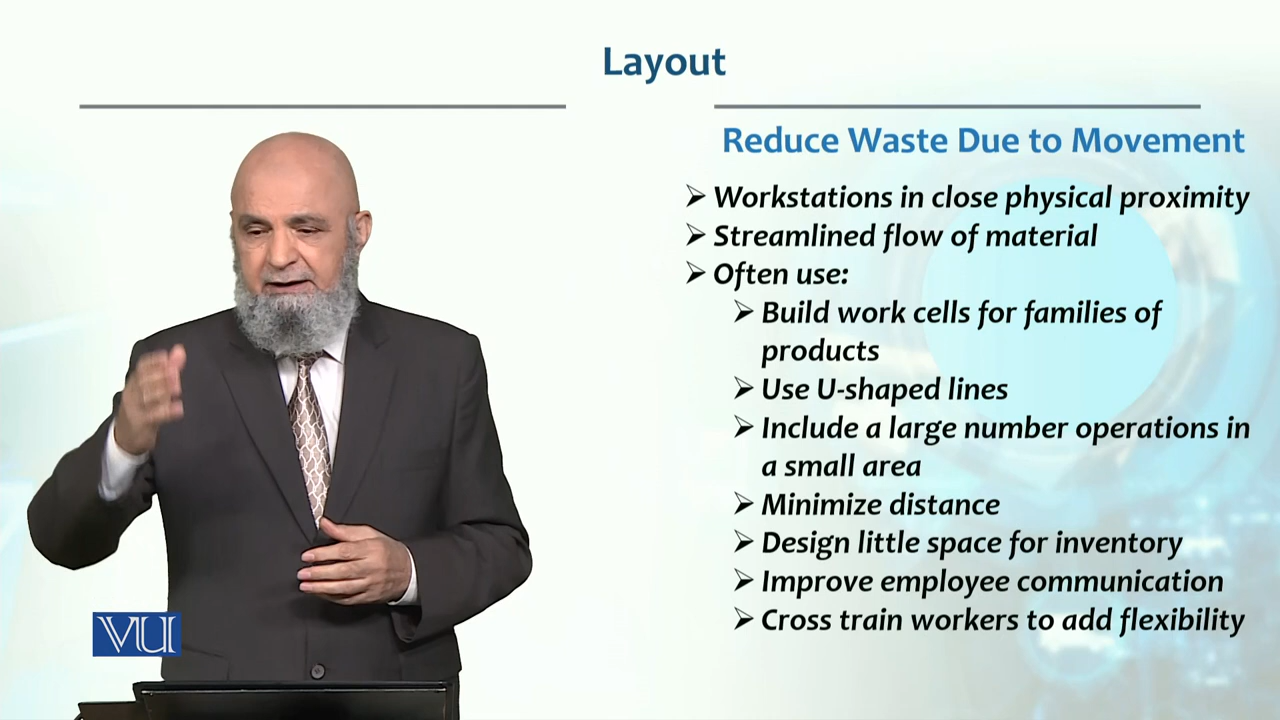 Layout
Reduce Waste Due to Movement
➢ Workstations in close physical proximity
➢ Streamlined flow of material
➢ Often use:
➢ Build work cells for families of
products
➢ Use U-shaped lines
➢ Include a large number operations in
a small area
➢ Minimize distance
➢ Design little space for inventory
➢ Improve employee communication
➢ Cross train workers to add flexibility
VU